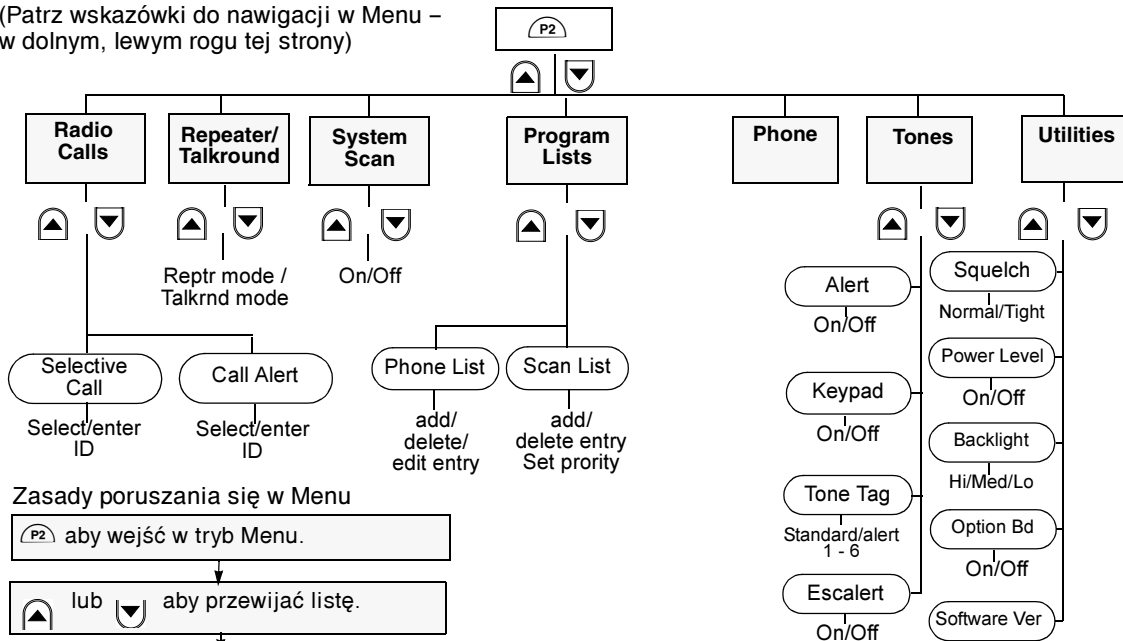 (Patrz wskazówki do nawigacji w Menu –
w dolnym, lewym rogu tej strony)
P2
Radio
Calls
Repeater/
Talkround
System
Scan
Program
Lists
Phone
Tones
Utilities
Reptr mode /
Talkrnd mode
On/Off
Selective
Call
Select/enter
ID
Call Alert
Select/enter
ID
Phone List
add/
delete/
edit entry
Scan List
add/
delete entry
Set prority
Alert
On/Off
Keypad
On/Off
Tone Tag
Standard/alert
1 - 6
Escalert
On/Off
Squelch
Normal/Tight
Power Level
On/Off
Backlight
Hi/Med/Lo
Option Bd
On/Off
Software Ver
Zasady poruszania się w Menu
P2 aby wejść w tryb Menu.
lub aby przewijać listę.